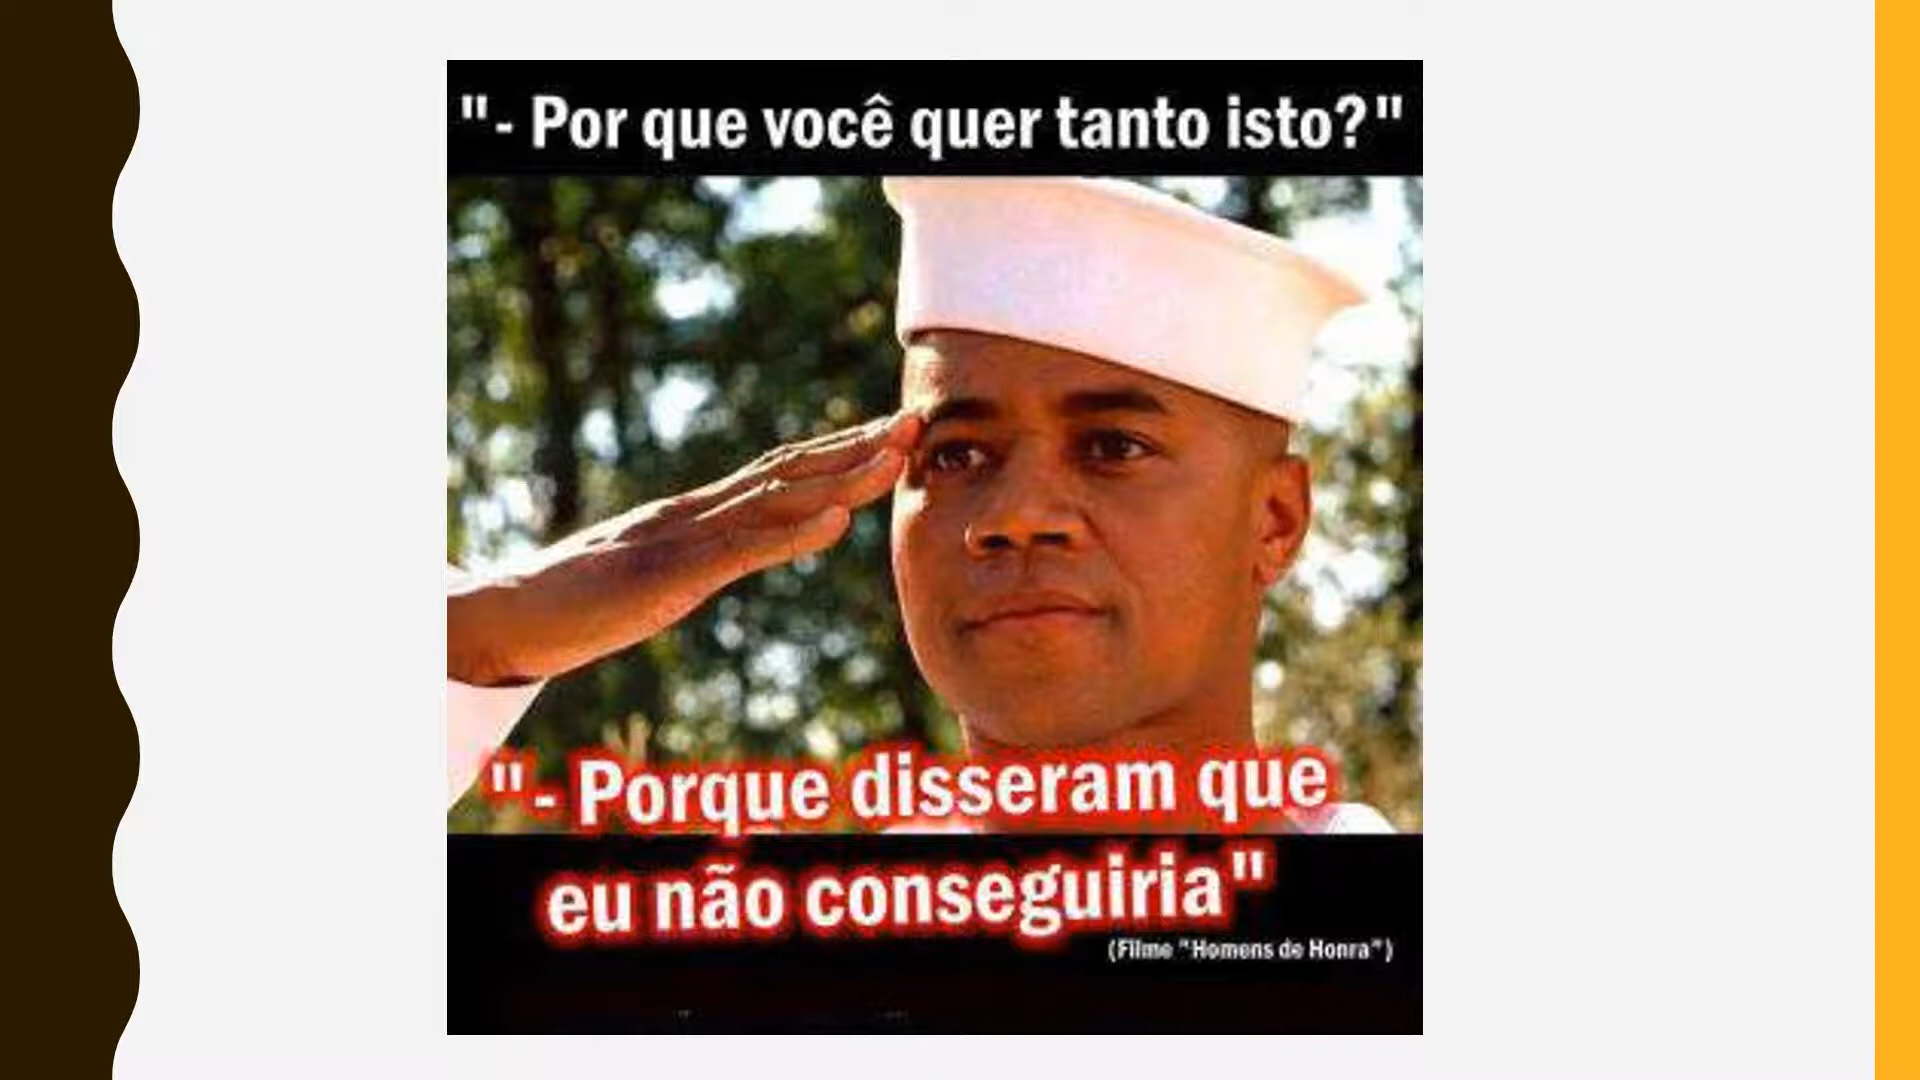 "- Por que você quer tanto isto?"
"- Porque disseram que
eu não conseguiria"
(Filme "Homens de Honra")